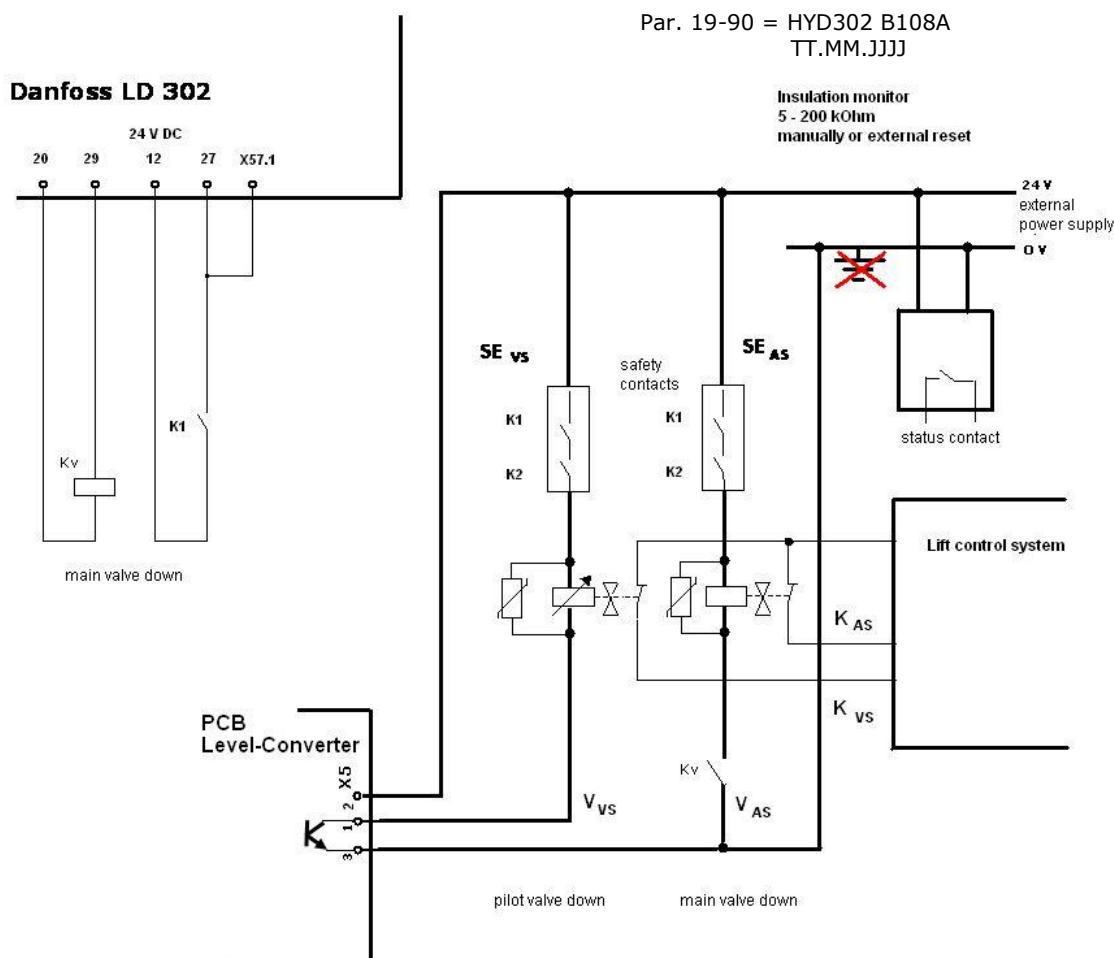 Par. 19-90 = HYD302 B108A
TT.MM.JJJJ
Danfoss LD 302
Insulation monitor
5 - 200 kOhm
manually or external reset
24 V DC
20 29 12 27 X57.1
24 V
external
power supply
0 V
SE VS
safety
contacts
SE AS
K1
K1
K1
K2
K2
Kv
status contact
main valve down
Lift control system
K AS
K VS
PCB
Level-Converter
X5
2
1
3
Kv
V VS
V AS
pilot valve down
main valve down